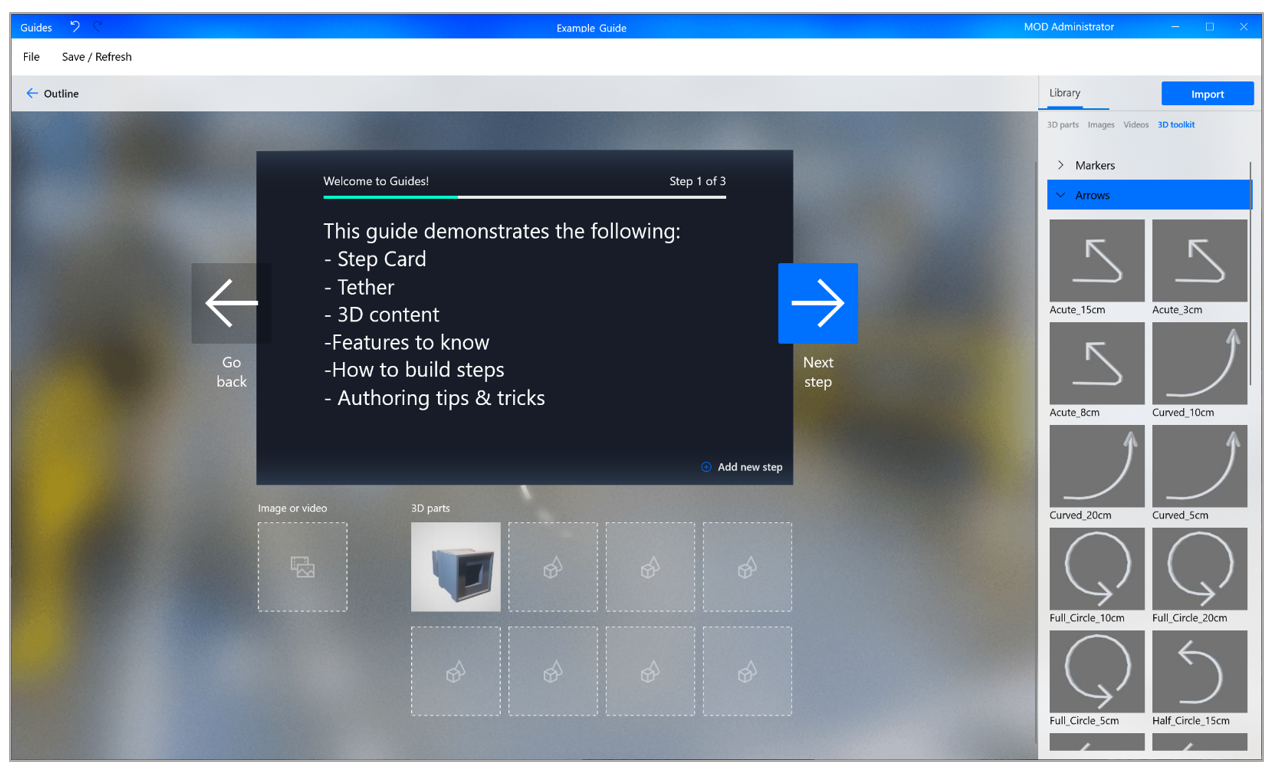 Guides
Example Guide
MOD Administrator
File
Save / Refresh
Outline
Library
Import
3D parts
Images
Videos
3D toolkit
Welcome to Guides!
Step 1 of 3
This guide demonstrates the following:
- Step Card
- Tether
- 3D content
-Features to know
-How to build steps
- Authoring tips & tricks
Go
back
Next
step
Add new step
Image or video
3D parts
Markers
Arrows
Acute_15cm
Acute_3cm
Acute_8cm
Curved_10cm
Curved_20cm
Curved_5cm
Full_Circle_10cm
Full_Circle_20cm
Full_Circle_5cm
Half_Circle_15cm